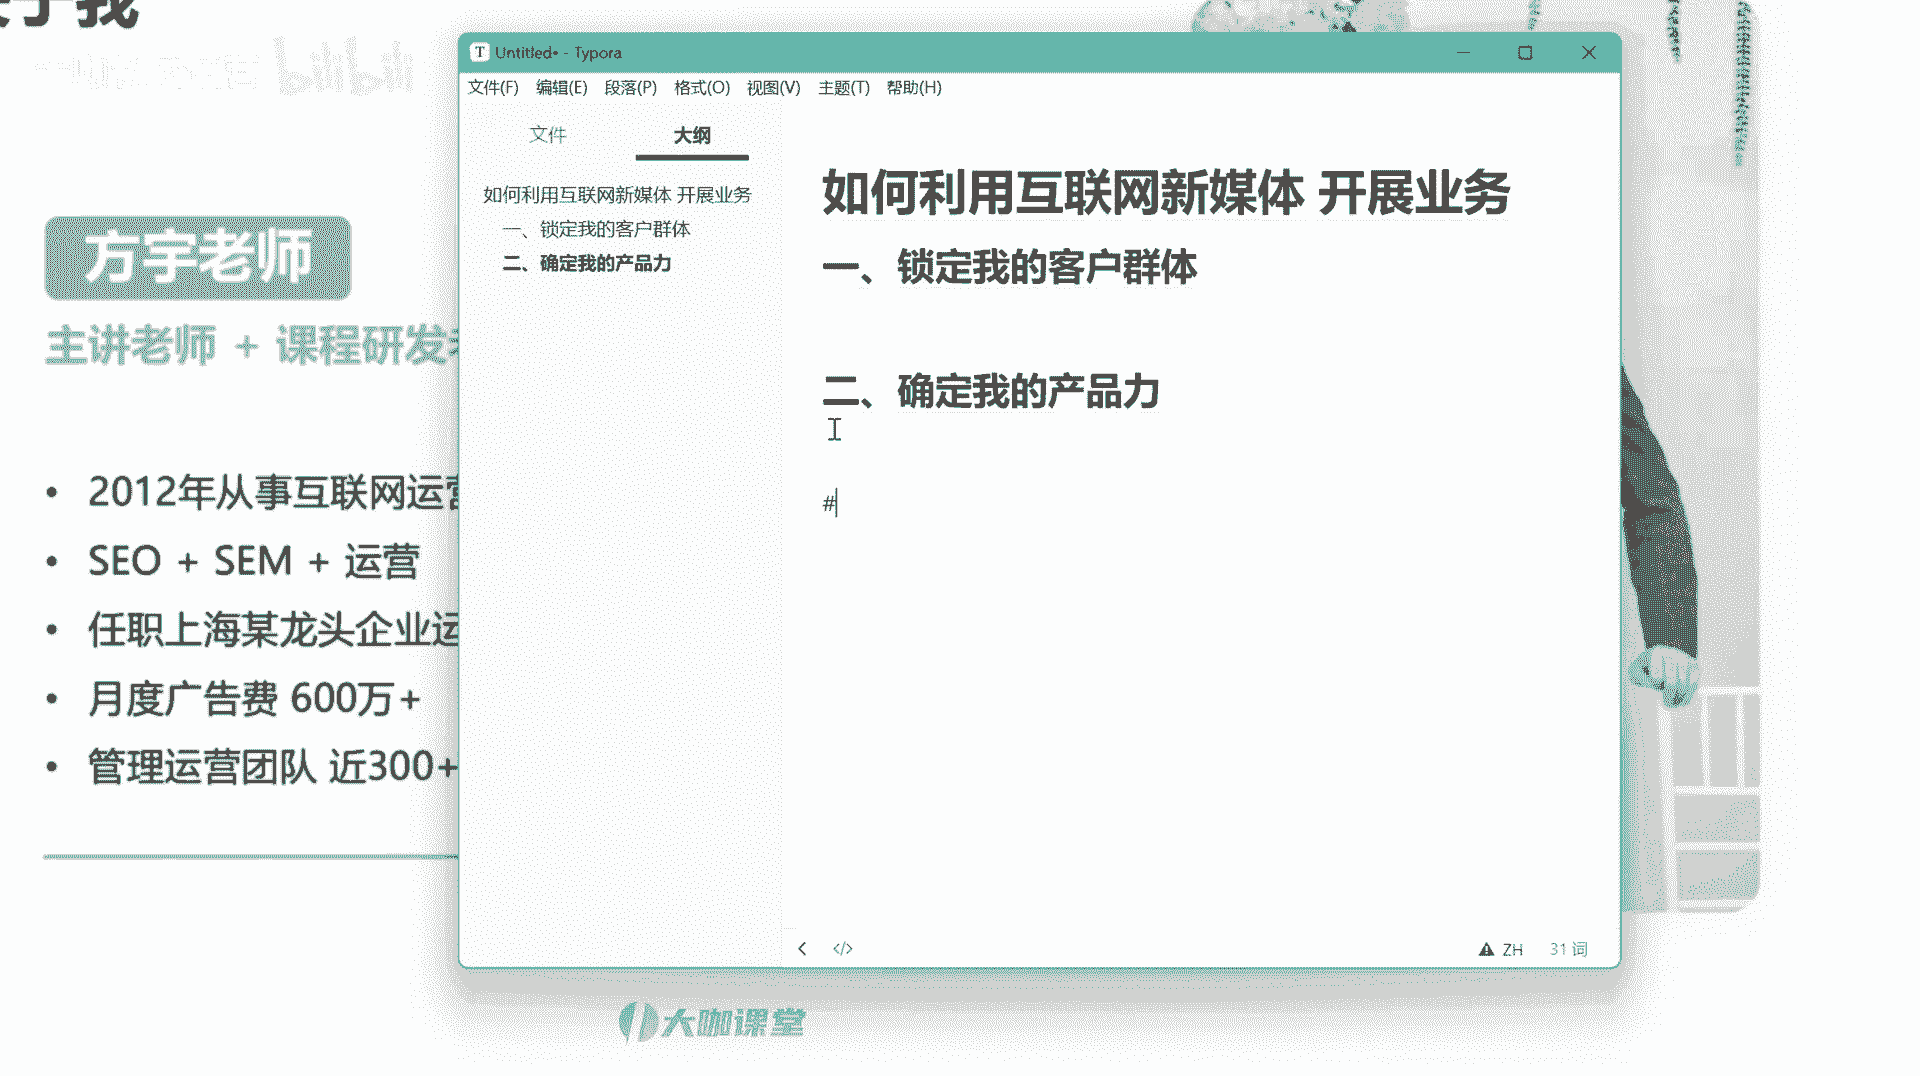 于我
bilibili
方宇老师
主讲老师 + 课程研发
• 2012年从事互联网运营
• SEO + SEM + 运营
• 任职上海某龙头企业运
• 月度广告费 600万+
• 管理运营团队 近300+
Untitled• - Typora
文件(F) 编辑(E) 段落(P) 格式(O) 视图(V) 主题(T) 帮助(H)
文件 大纲
如何利用互联网新媒体 开展业务
一、锁定我的客户群体
二、确定我的产品力
如何利用互联网新媒体 开展业务
一、锁定我的客户群体
二、确定我的产品力
#
</> ZH 31 词
大咖课堂